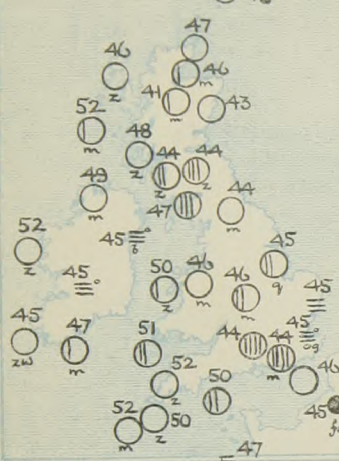 47
46 46
z m
41 43
m
52
m
48 44 44
z z z
49 47 44
m m
52 45
z b
45 50 46 45
z m q
46 45
m
45 47 51 44 44 45
zw m m g
52 50 46
z
52 50 45
m z
47